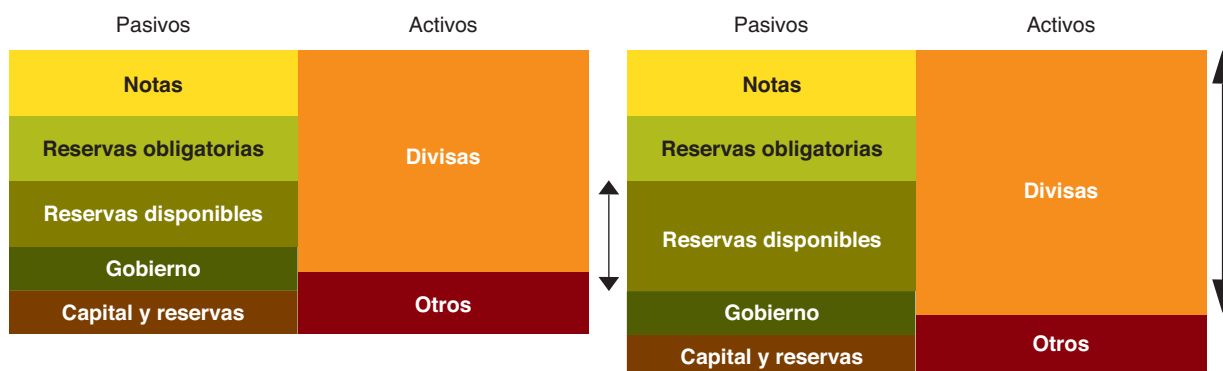 Pasivos
Activos
Notas
Reservas obligatorias
Reservas disponibles
Gobierno
Capital y reservas
Divisas
Otros
Pasivos
Activos
Notas
Reservas obligatorias
Reservas disponibles
Gobierno
Capital y reservas
Divisas
Otros